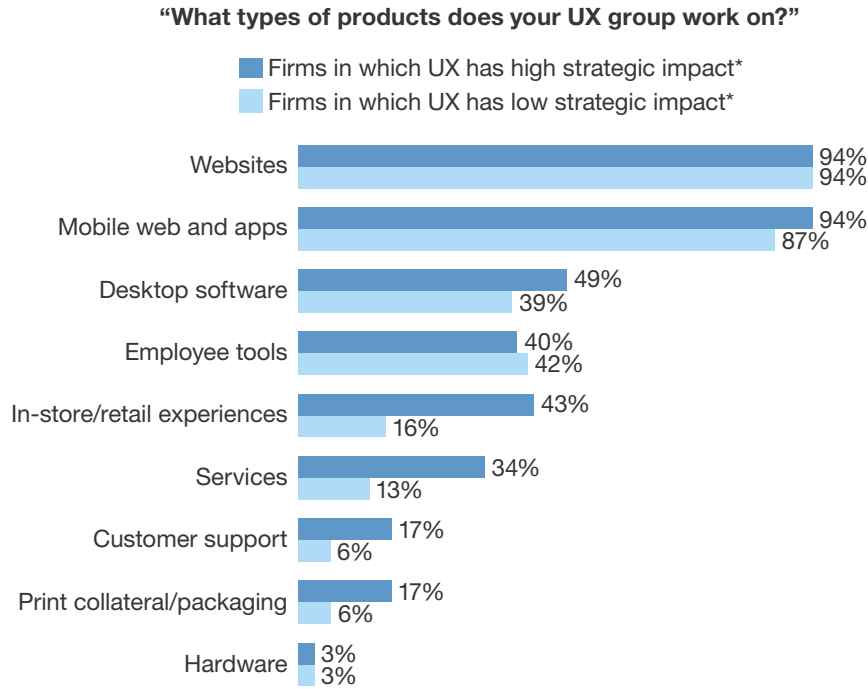 “What types of products does your UX group work on?”
Firms in which UX has high strategic impact*
Firms in which UX has low strategic impact*
Websites
94%
94%
Mobile web and apps
94%
87%
Desktop software
49%
39%
Employee tools
40%
42%
In-store/retail experiences
43%
16%
Services
34%
13%
Customer support
17%
6%
Print collateral/packaging
17%
6%
Hardware
3%
3%